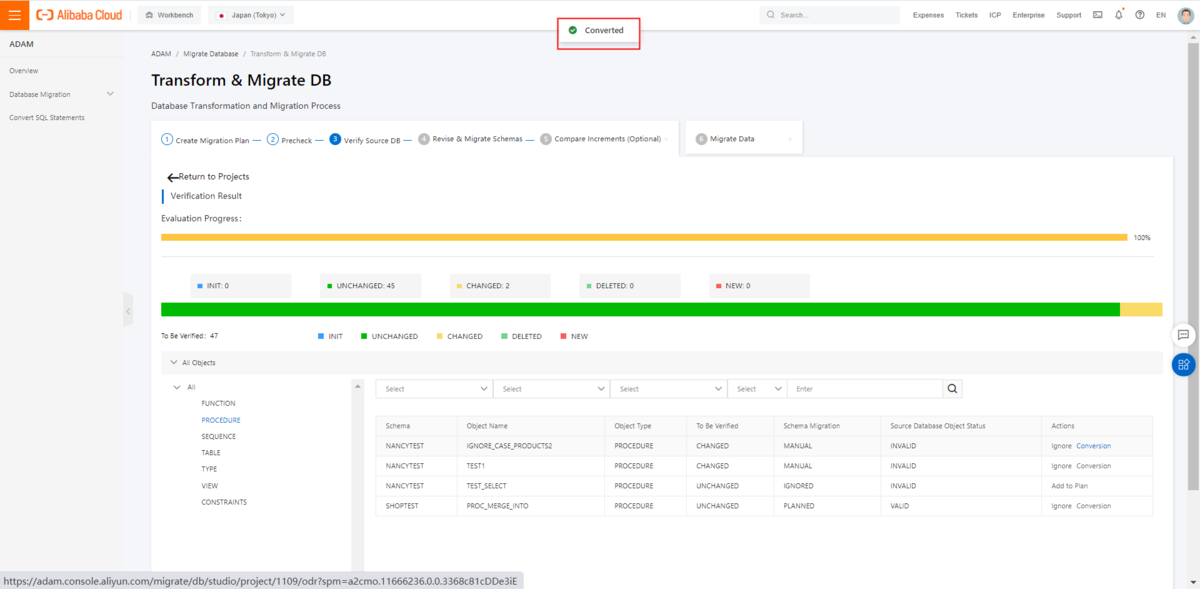 Alibaba Cloud
Workbench
Japan (Tokyo)
Search...
Expenses Tickets ICP Enterprise Support EN
Converted
ADAM
Overview
Database Migration
Convert SQL Statements
ADAM / Migrate Database / Transform & Migrate DB
Transform & Migrate DB
Database Transformation and Migration Process
1 Create Migration Plan 2 Precheck 3 Verify Source DB 4 Revise & Migrate Schemas 5 Compare Increments (Optional) 6 Migrate Data
Return to Projects
Verification Result
Evaluation Progress:
100%
INIT: 0 UNCHANGED: 45 CHANGED: 2 DELETED: 0 NEW: 0
To Be Verified: 47 INIT UNCHANGED CHANGED DELETED NEW
All Objects
All
FUNCTION
PROCEDURE
SEQUENCE
TABLE
TYPE
VIEW
CONSTRAINTS
Select Select Select Select Enter
Schema Object Name Object Type To Be Verified Schema Migration Source Database Object Status Actions
NANCYTEST IGNORE_CASE_PRODUCTS2 PROCEDURE CHANGED MANUAL INVALID Ignore Conversion
NANCYTEST TEST1 PROCEDURE CHANGED MANUAL INVALID Ignore Conversion
NANCYTEST TEST_SELECT PROCEDURE UNCHANGED IGNORED INVALID Add to Plan
SHOPTEST PROC_MERGE_INTO PROCEDURE UNCHANGED PLANNED VALID Ignore Conversion
https://adam.console.aliyun.com/migrate/db/studio/project/1109/odr?spm=a2cmo.11666236.0.0.3368c81cDDe3iE